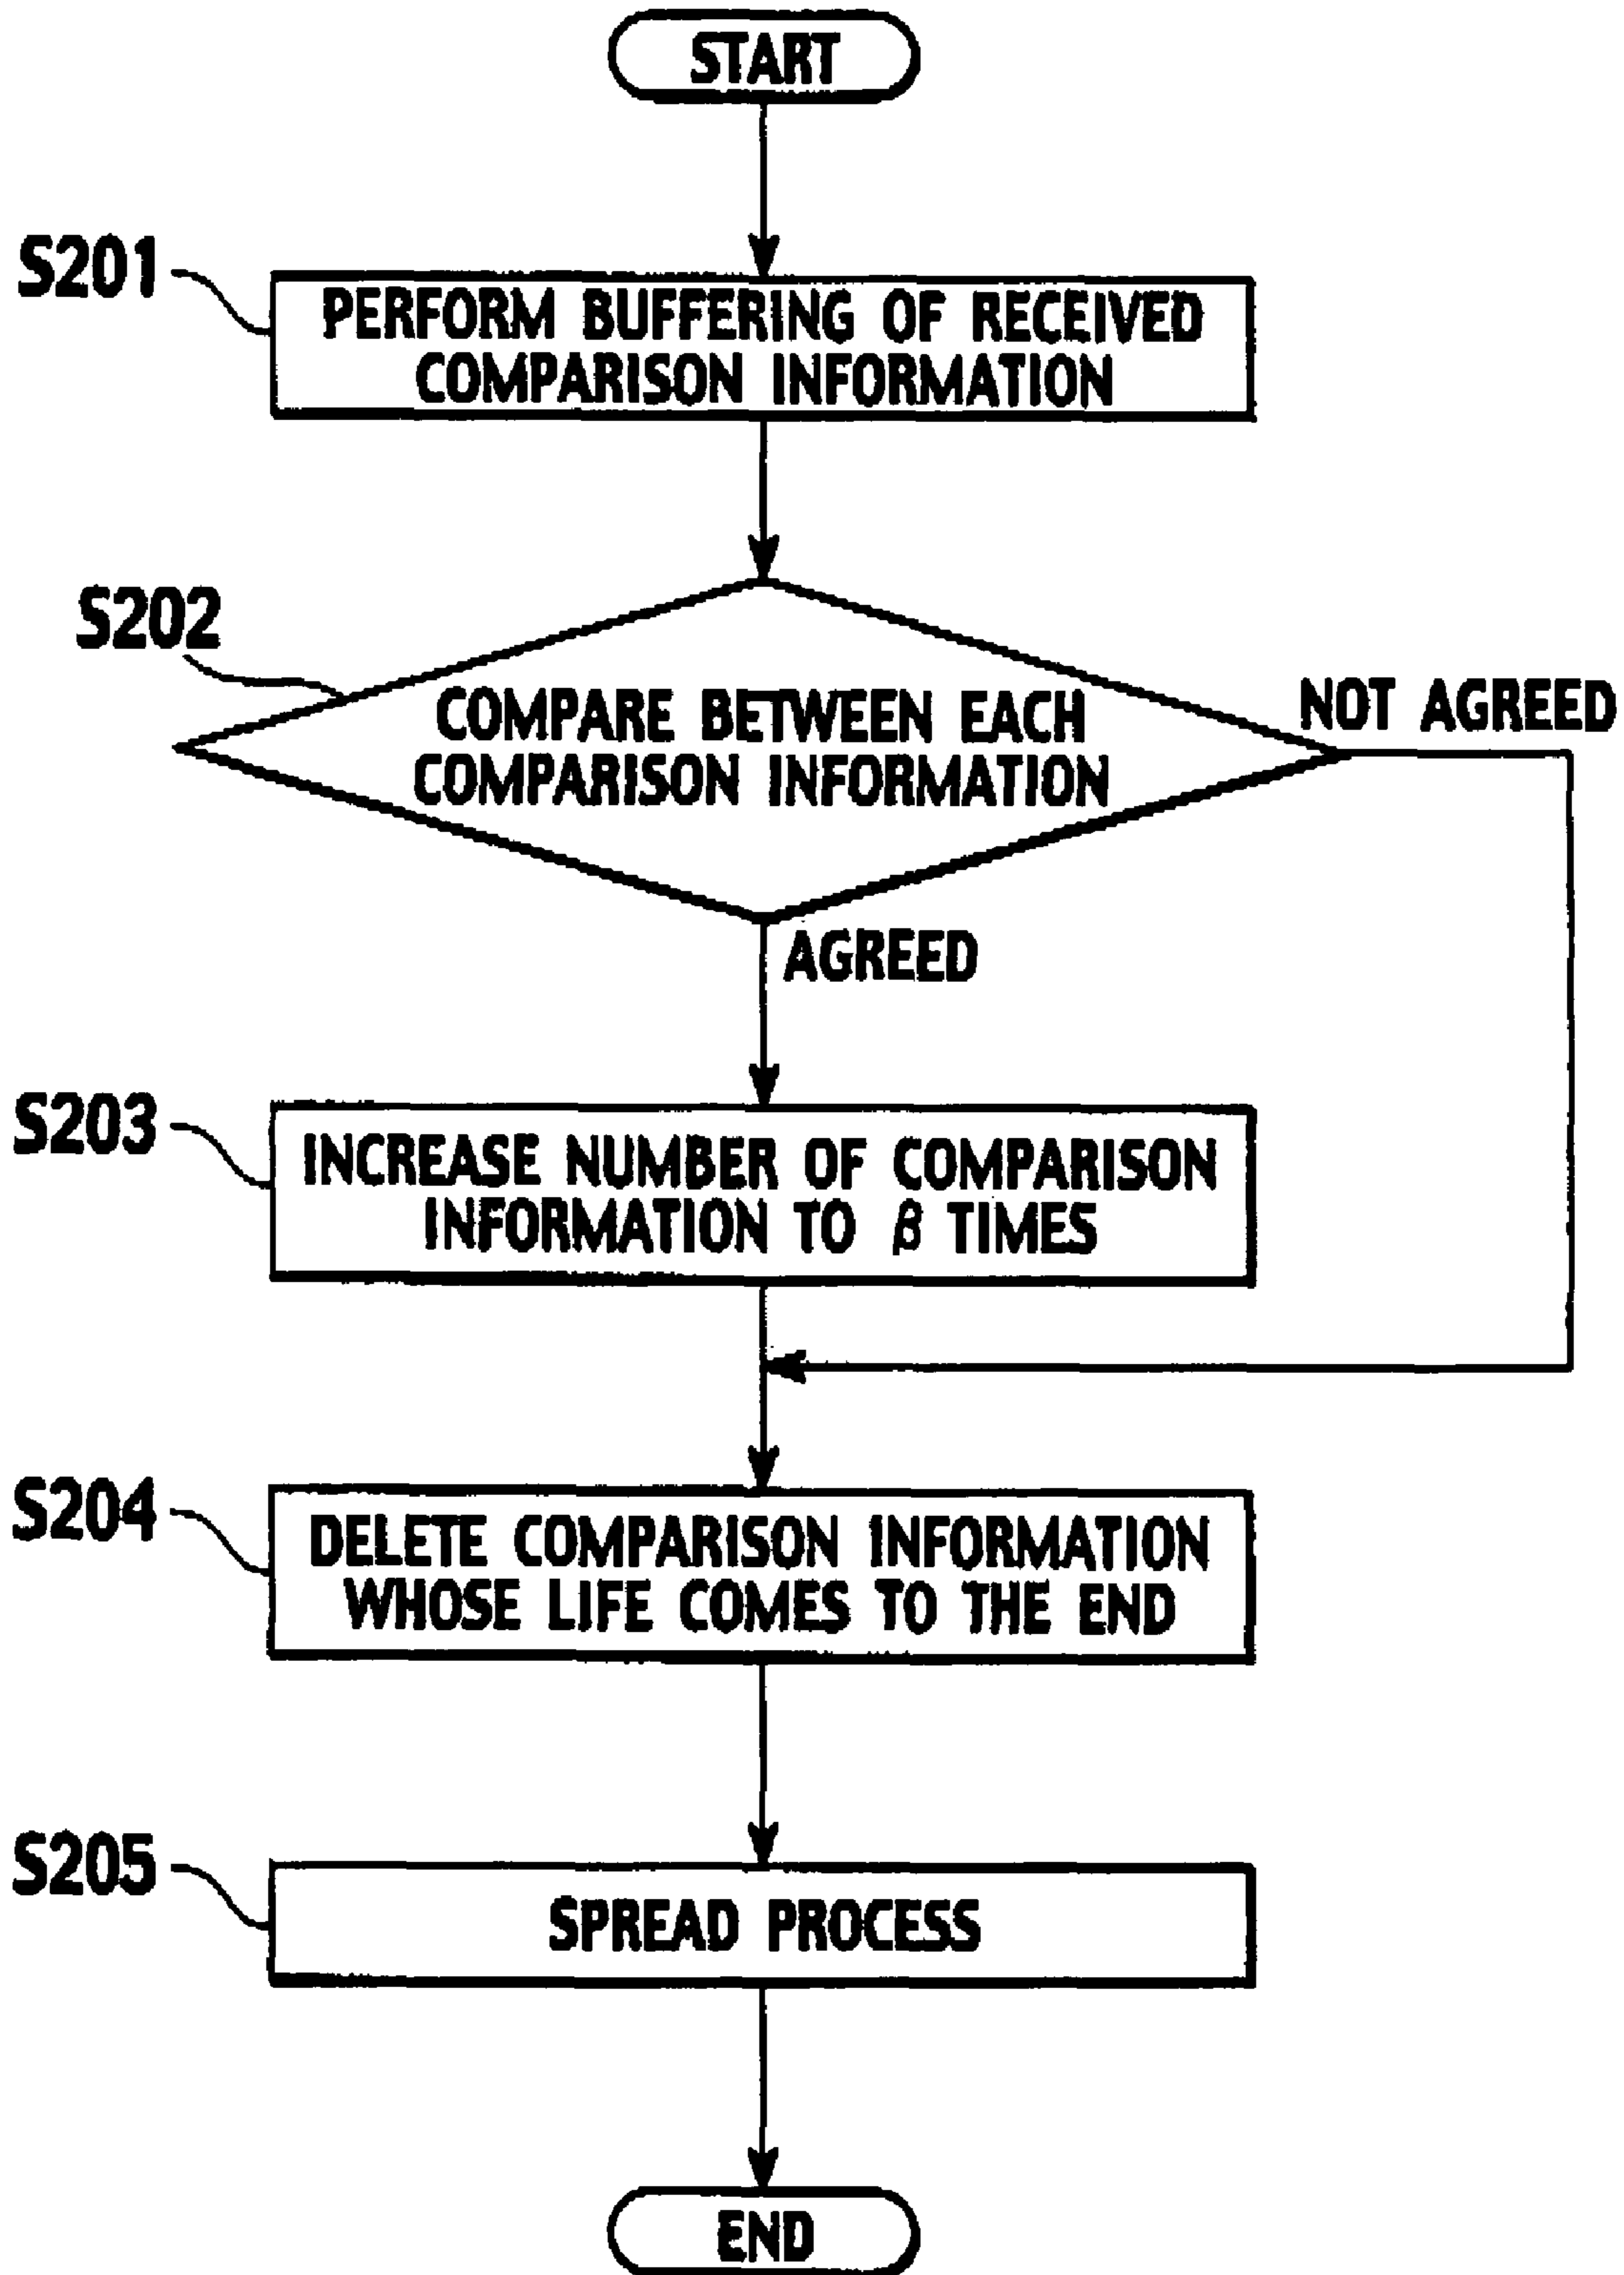 START
S201
PERFORM BUFFERING OF RECEIVED
COMPARISON INFORMATION
S202
COMPARE BETWEEN EACH
COMPARISON INFORMATION
NOT AGREED
AGREED
S203
INCREASE NUMBER OF COMPARISON
INFORMATION TO β TIMES
S204
DELETE COMPARISON INFORMATION
WHOSE LIFE COMES TO THE END
S205
SPREAD PROCESS
END